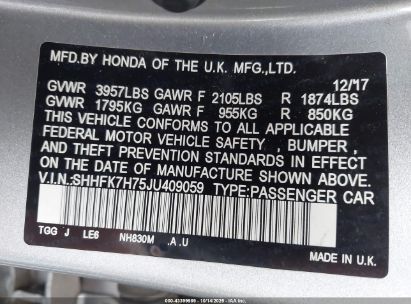 MFD.BY HONDA OF THE U.K. MFG.,LTD.
12/17
GVWR 3957LBS GAWR F 2105LBS R 1874LBS
GVWR 1795KG GAWR F 955KG R 850KG
THIS VEHICLE CONFORMS TO ALL APPLICABLE
FEDERAL MOTOR VEHICLE SAFETY , BUMPER ,
AND THEFT PREVENTION STANDARDS IN EFFECT
ON THE DATE OF MANUFACTURE SHOWN ABOVE.
V.I.N.:SHHFK7H75JU409059 TYPE:PASSENGER CAR
TGG J LE6 NH830M .A.U MADE IN U.K.